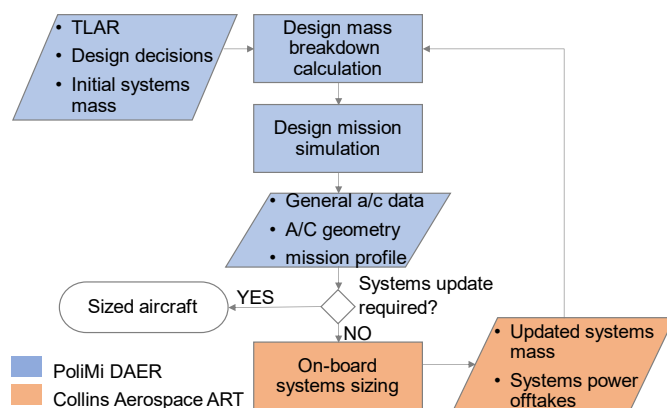 • TLAR
• Design decisions
• Initial systems
mass
Design mass
breakdown
calculation
Design mission
simulation
• General a/c data
• A/C geometry
• mission profile
Systems update
required?
YES
Sized aircraft
NO
On-board
systems sizing
• Updated systems
mass
• Systems power
offtakes
PoliMi DAER
Collins Aerospace ART